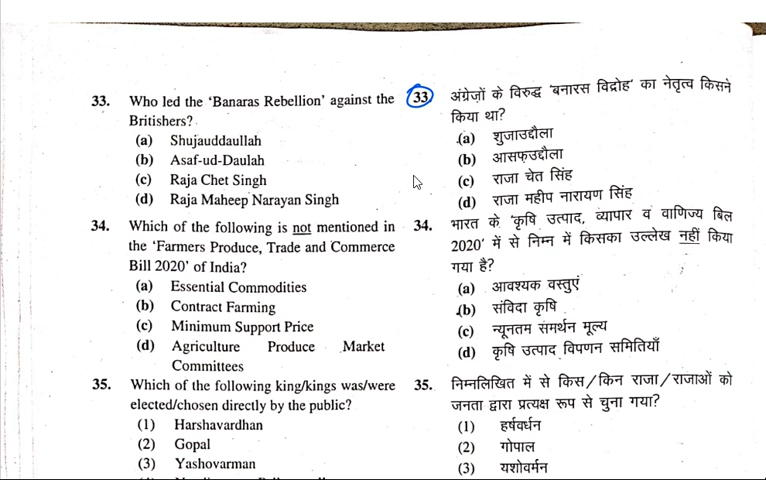 33. Who led the 'Banaras Rebellion' against the
Britishers?
(a) Shujauddaullah
(b) Asaf-ud-Daulah
(c) Raja Chet Singh
(d) Raja Maheep Narayan Singh
34. Which of the following is not mentioned in
the 'Farmers Produce, Trade and Commerce
Bill 2020' of India?
(a) Essential Commodities
(b) Contract Farming
(c) Minimum Support Price
(d) Agriculture Produce Market
Committees
35. Which of the following king/kings was/were
elected/chosen directly by the public?
(1) Harshavardhan
(2) Gopal
(3) Yashovarman
33 अंग्रेज़ों के विरुद्ध 'बनारस विद्रोह' का नेतृत्व किसने
किया था?
(a) शुजाउद्दौला
(b) आसफ़उद्दौला
(c) राजा चेत सिंह
(d) राजा महीप नारायण सिंह
34. भारत के 'कृषि उत्पाद, व्यापार व वाणिज्य बिल
2020' में से निम्न में किसका उल्लेख नहीं किया
गया है?
(a) आवश्यक वस्तुएं
(b) संविदा कृषि
(c) न्यूनतम समर्थन मूल्य
(d) कृषि उत्पाद विपणन समितियाँ
35. निम्नलिखित में से किस/किन राजा/राजाओं को
जनता द्वारा प्रत्यक्ष रूप से चुना गया?
(1) हर्षवर्धन
(2) गोपाल
(3) यशोवर्मन